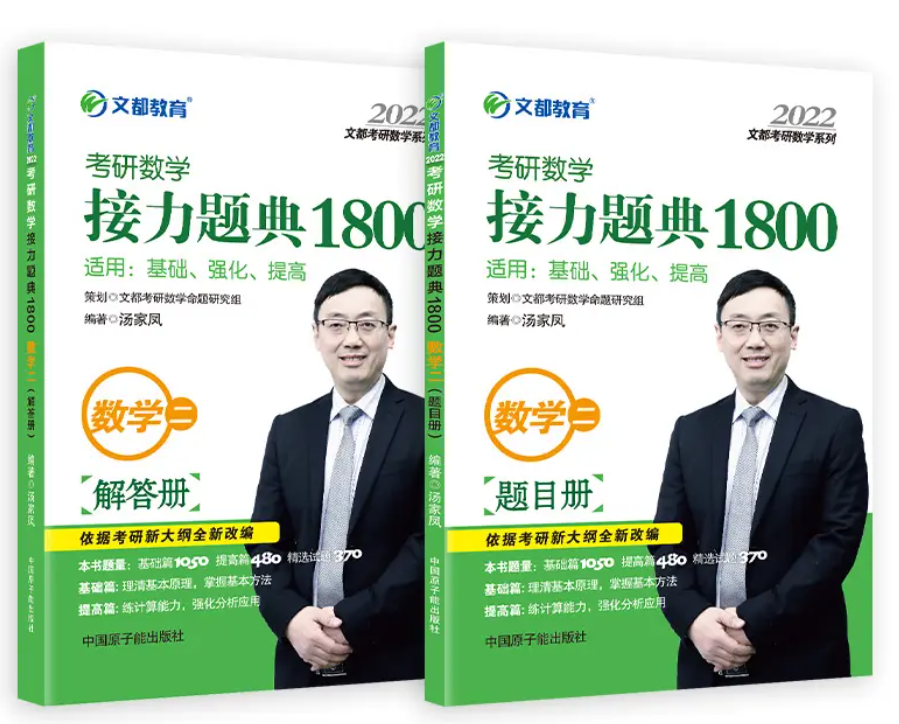 文都教育
2022
文都考研数学系列
考研数学
接力题典1800
适用：基础、强化、提高
策划◎文都考研数学命题研究组
编著◎汤家凤
数学二
解答册
依据考研新大纲全新改编
本书题量：基础篇1050 提高篇480 精选试题370
基础篇：理清基本原理，掌握基本方法
提高篇：练计算能力，强化分析应用
中国原子能出版社
文都教育 2022 考研数学接力题典1800 数学二（解答册） 编著◎汤家凤 中国原子能出版社
文都教育
2022
文都考研数学系列
考研数学
接力题典1800
适用：基础、强化、提高
策划◎文都考研数学命题研究组
编著◎汤家凤
数学二
题目册
依据考研新大纲全新改编
本书题量：基础篇1050 提高篇480 精选试题370
基础篇：理清基本原理，掌握基本方法
提高篇：练计算能力，强化分析应用
中国原子能出版社
文都教育 2022 考研数学接力题典1800 数学二（题目册） 编著◎汤家凤 中国原子能出版社